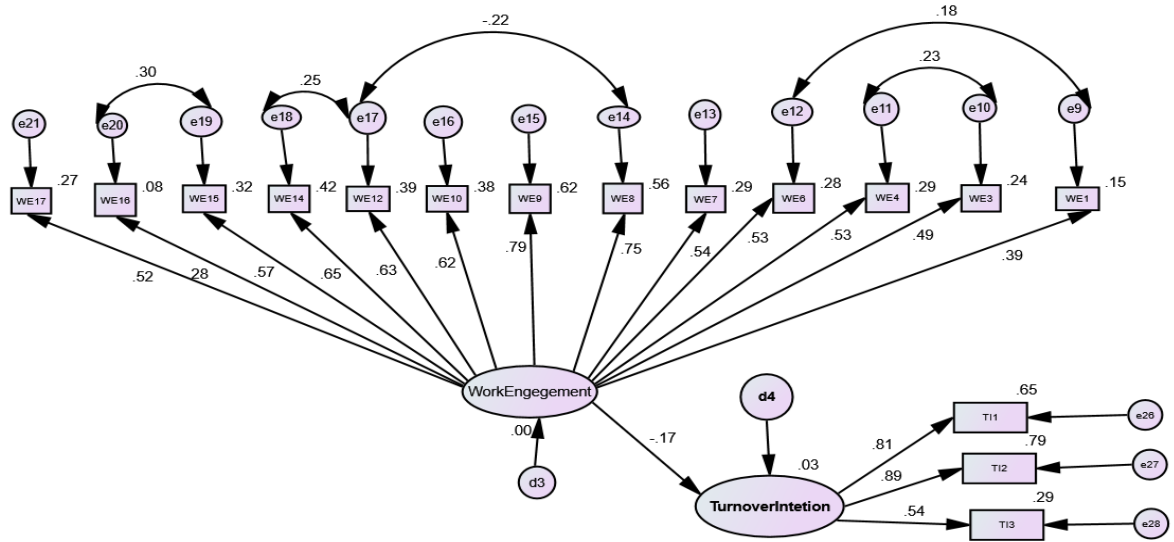 .18
-.22
.23
.30
.25
e21
e20
e19
e18
e17
e16
e15
e14
e13
e12
e11
e10
e9
.27
.08
.32
.42
.39
.38
.62
.56
.29
.28
.29
.24
.15
WE17
WE16
WE15
WE14
WE12
WE10
WE9
WE8
WE7
WE6
WE4
WE3
WE1
.52
.28
.57
.65
.63
.62
.79
.75
.54
.53
.53
.49
.39
WorkEngegement
.00
d3
-.17
d4
.03
TurnoverIntetion
.81
.89
.54
.65
TI1
e26
.79
TI2
e27
.29
TI3
e28